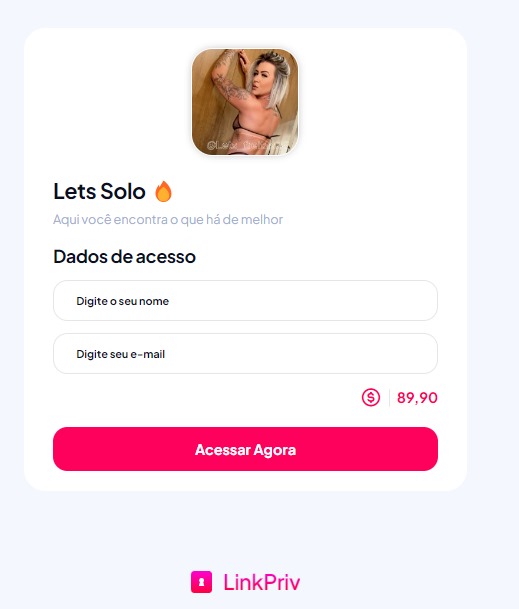 Lets Solo 🔥
Aqui você encontra o que há de melhor
Dados de acesso
Digite o seu nome
Digite seu e-mail
89,90
Acessar Agora
LinkPriv